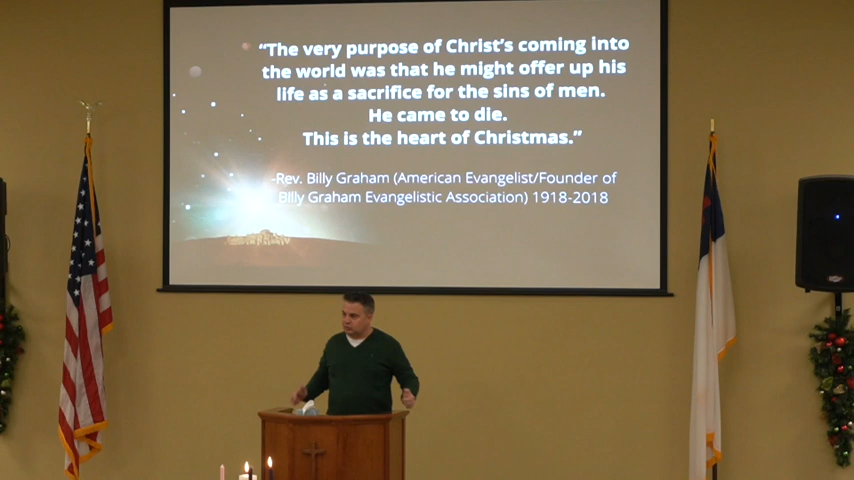 “The very purpose of Christ’s coming into
the world was that he might offer up his
life as a sacrifice for the sins of men.
He came to die.
This is the heart of Christmas.”
-Rev. Billy Graham (American Evangelist/Founder of
Billy Graham Evangelistic Association) 1918-2018